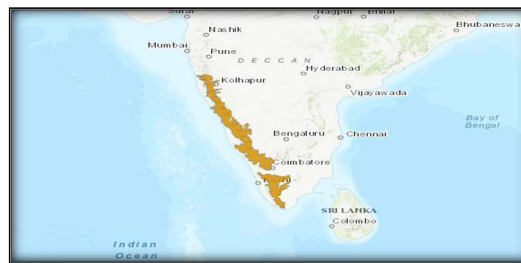 Surat
Nagpur
Bhilai
Bhubaneswa
Nashik
Mumbai
Pune
DECCAN
Hyderabad
Kolhapur
Vijayawada
Bay of
Bengal
Bengaluru
Chennai
Coimbatore
SRI LANKA
Colombo
Indian
Ocean